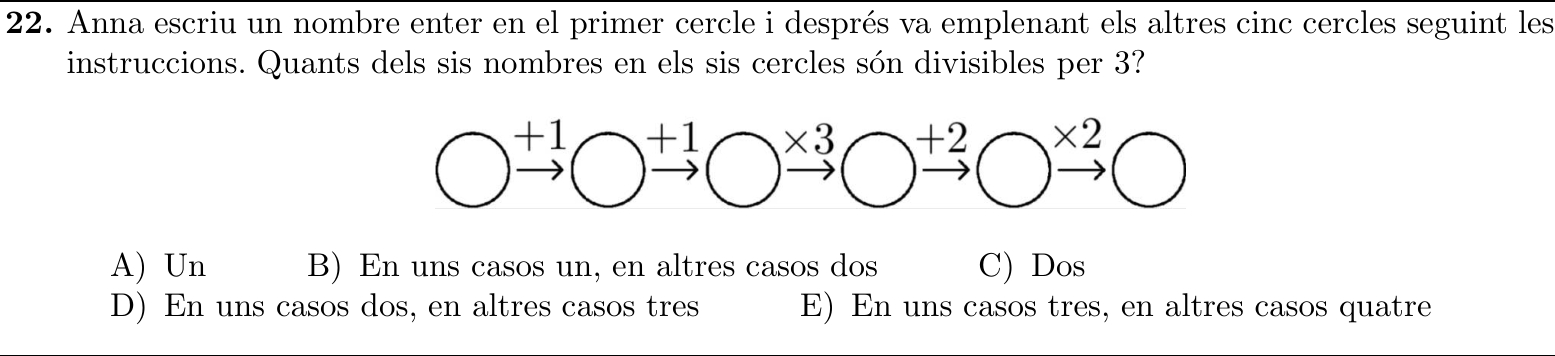 22. Anna escriu un nombre enter en el primer cercle i després va emplenant els altres cinc cercles seguint les
instruccions. Quants dels sis nombres en els sis cercles són divisibles per 3?
+1 +1 ×3 +2 ×2
A) Un B) En uns casos un, en altres casos dos C) Dos
D) En uns casos dos, en altres casos tres E) En uns casos tres, en altres casos quatre